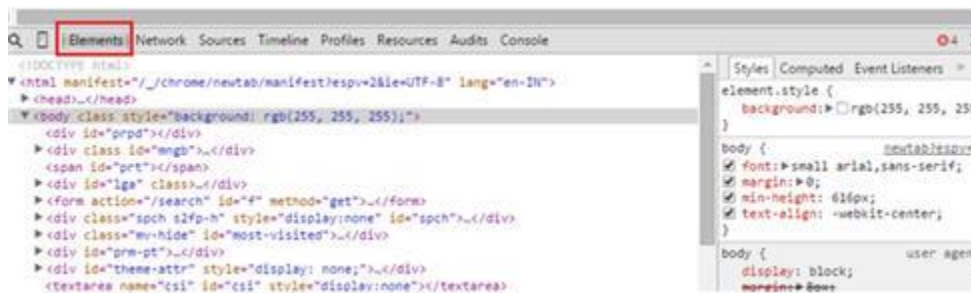 Elements Network Sources Timeline Profiles Resources Audits Console
4
<!DOCTYPE html>
<html manifest="/_/chrome/newtab/manifest?espv=2&ie=UTF-8" lang="en-IN">
<head>…</head>
<body class style="background: rgb(255, 255, 255);">
<div id="prpd"></div>
<div class id="mngb">…</div>
<span id="prt"></span>
<div id="lga" class>…</div>
<form action="/search" id="f" method="get">…</form>
<div class="spch s2fp-h" style="display:none" id="spch">…</div>
<div class="mv-hide" id="most-visited">…</div>
<div id="prm-pt">…</div>
<div id="theme-attr" style="display: none;">…</div>
<textarea name="csi" id="csi" style="display:none"></textarea>
Styles Computed Event Listeners »
element.style {
background: rgb(255, 255, 25
}
body { newtab?espv=
font: small arial,sans-serif;
margin: 0;
min-height: 616px;
text-align: -webkit-center;
}
body { user agen
display: block;
margin: 8px;